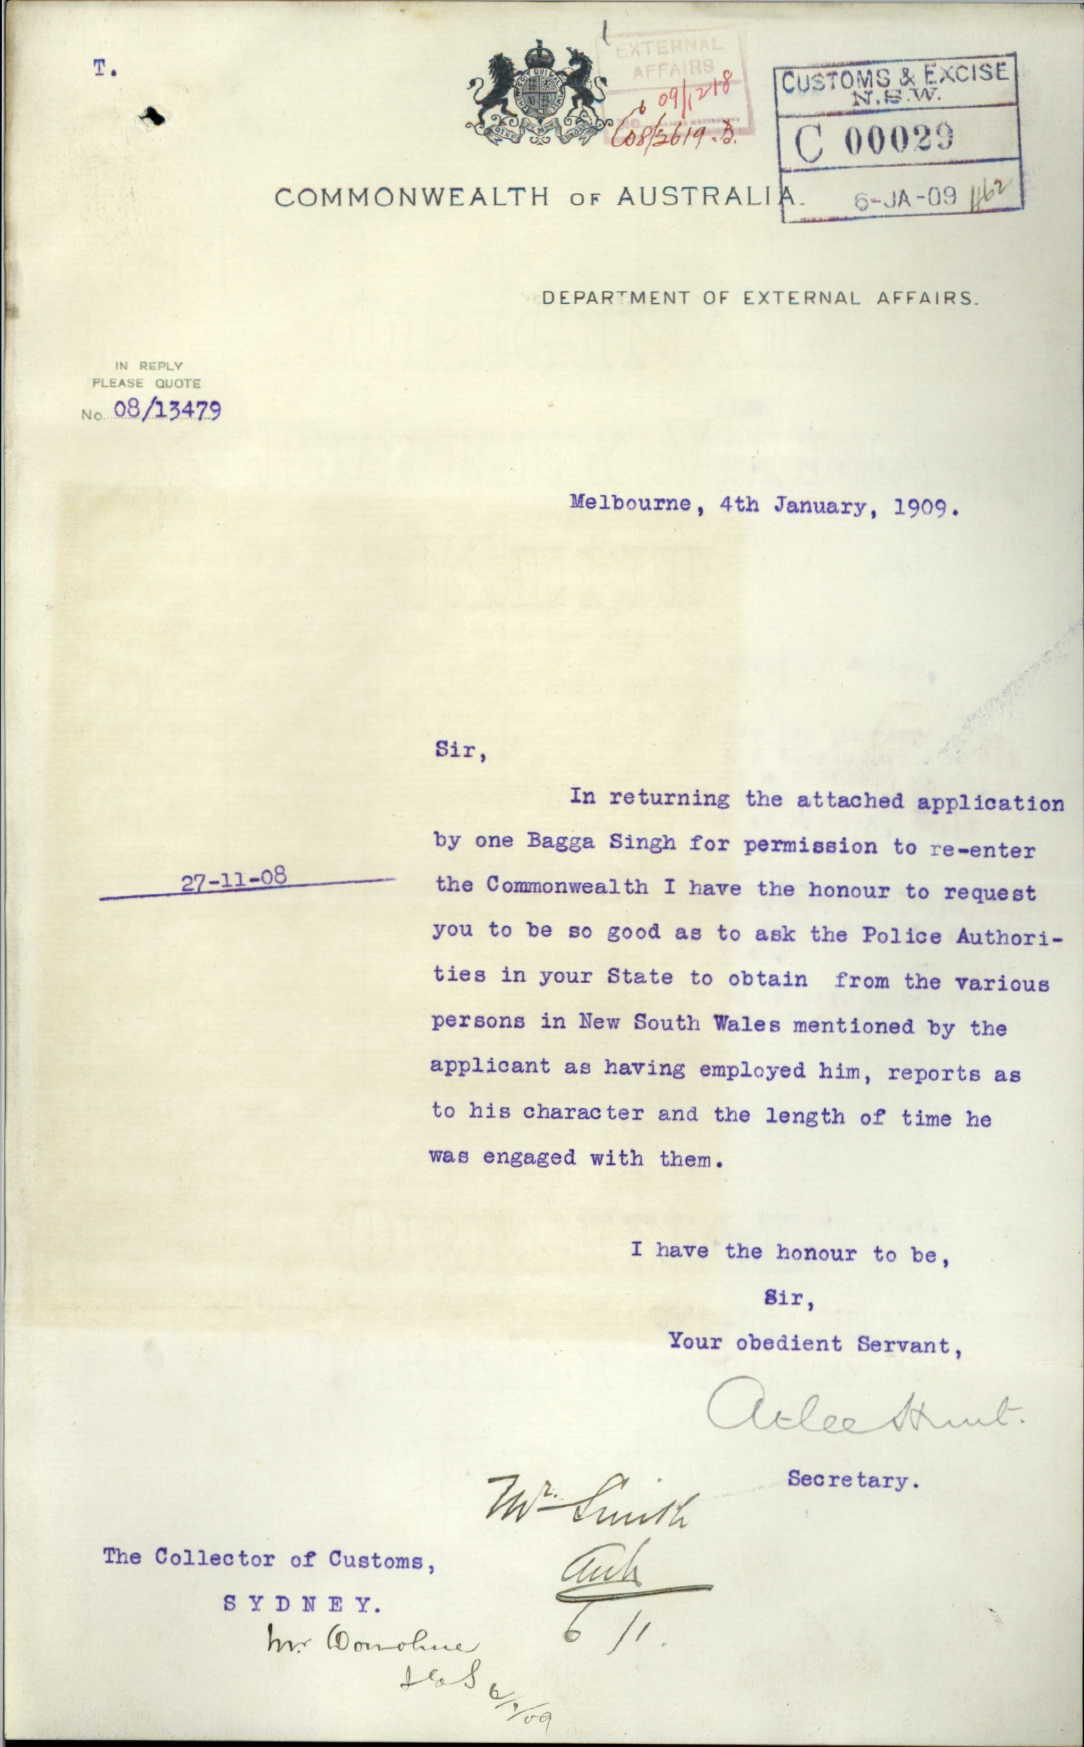 T.
EXTERNAL
AFFAIRS
09/1218
C08/2619.B.
CUSTOMS & EXCISE
N.S.W.
C 00029
6-JA-09
COMMONWEALTH OF AUSTRALIA.
DEPARTMENT OF EXTERNAL AFFAIRS.
IN REPLY
PLEASE QUOTE
No. 08/13479
Melbourne, 4th January, 1909.
Sir,
In returning the attached application
by one Bagga Singh for permission to re-enter
27-11-08
the Commonwealth I have the honour to request
you to be so good as to ask the Police Authori-
ties in your State to obtain from the various
persons in New South Wales mentioned by the
applicant as having employed him, reports as
to his character and the length of time he
was engaged with them.
I have the honour to be,
Sir,
Your obedient Servant,
Atlee Hunt.
Secretary.
Mr. Smith
The Collector of Customs,
SYDNEY.
6/1.
Mr Donohue
6/1/09